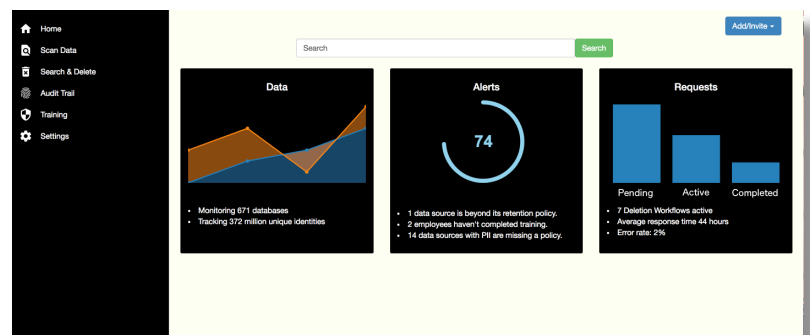 Home
Scan Data
Search & Delete
Audit Trail
Training
Settings
Add/Invite
Search
Search
Data
Monitoring 671 databases
Tracking 372 million unique identities
Alerts
74
1 data source is beyond its retention policy.
2 employees haven't completed training.
14 data sources with PII are missing a policy.
Requests
Pending
Active
Completed
7 Deletion Workflows active
Average response time 44 hours
Error rate: 2%